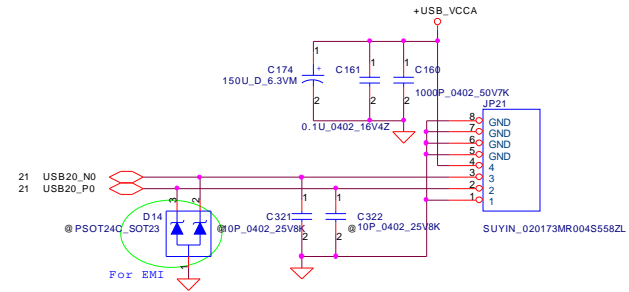 +USB_VCCA
1
1
1
C174
C161
C160
+
150U_D_6.3VM
2
2
2
1000P_0402_50V7K
0.1U_0402_16V4Z
JP21
8 GND
7 GND
6 GND
5 GND
4 4
3 3
2 2
1 1
SUYIN_020173MR004S558ZL
21 USB20_N0
21 USB20_P0
3
2
D14
@PSOT24C_SOT23
1
For EMI
1
C321
@10P_0402_25V8K
2
1
C322
@10P_0402_25V8K
2